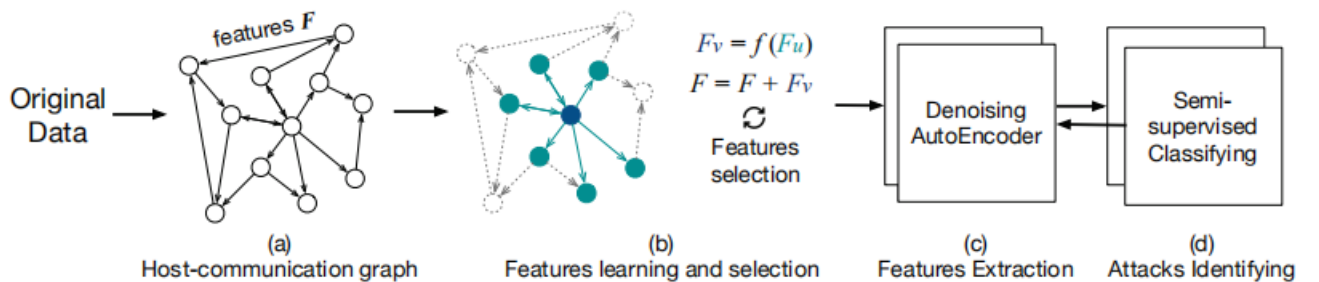 Original
Data
features F
(a)
Host-communication graph
Fv = f (Fu)
F = F + Fv
Features
selection
(b)
Features learning and selection
Denoising
AutoEncoder
(c)
Features Extraction
Semi-
supervised
Classifying
(d)
Attacks Identifying